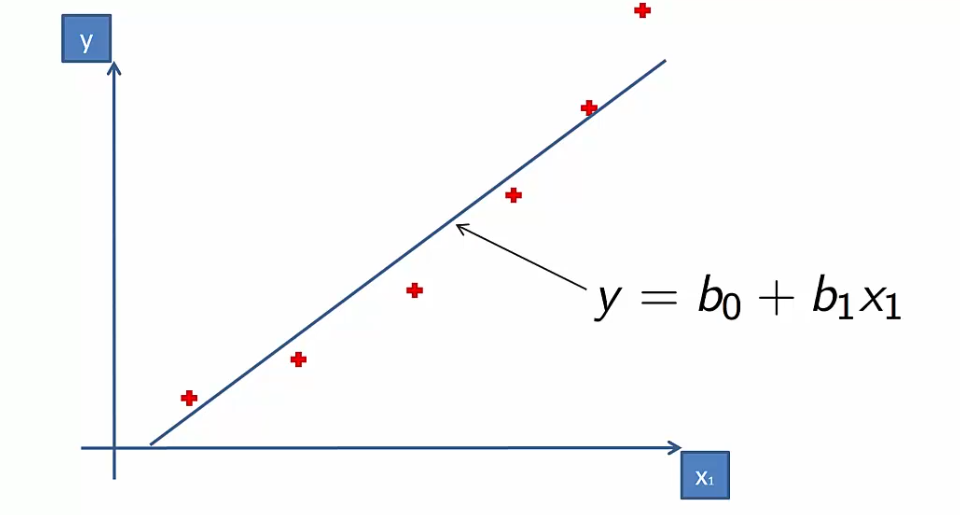 y
y = b₀ + b₁x₁
x₁